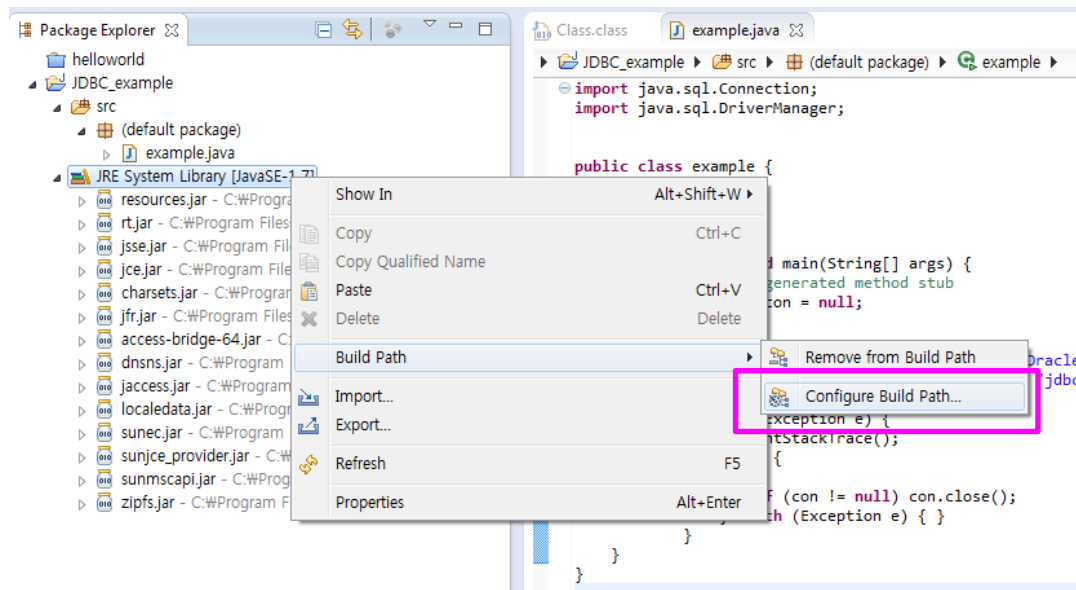 Package Explorer
helloworld
JDBC_example
src
(default package)
example.java
JRE System Library [JavaSE-1.7]
resources.jar - C:₩Progra
rt.jar - C:₩Program Files
jsse.jar - C:₩Program Fil
jce.jar - C:₩Program File
charsets.jar - C:₩Program
jfr.jar - C:₩Program Files
access-bridge-64.jar - C:
dnsns.jar - C:₩Program
jaccess.jar - C:₩Program
localedata.jar - C:₩Progr
sunec.jar - C:₩Program
sunjce_provider.jar - C:₩
sunmscapi.jar - C:₩Prog
zipfs.jar - C:₩Program F
Show In Alt+Shift+W
Copy Ctrl+C
Copy Qualified Name
Paste Ctrl+V
Delete Delete
Build Path
Import...
Export...
Refresh F5
Properties Alt+Enter
Remove from Build Path
Configure Build Path...
Class.class
example.java
JDBC_example src (default package) example
import java.sql.Connection;
import java.sql.DriverManager;
public class example {
main(String[] args) {
generated method stub
con = null;
Oracle
"jdbc
Exception e) {
ntStackTrace();
{
f (con != null) con.close();
ch (Exception e) { }
}
}
}